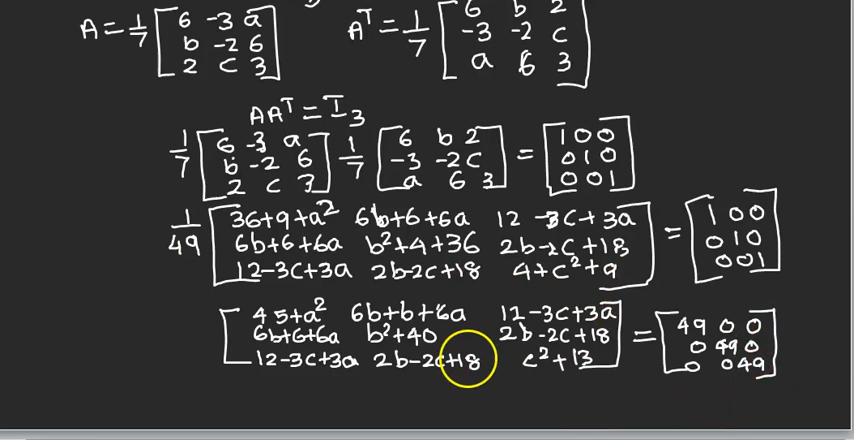 A = 1/7 [6 -3 a
b -2 6
2 c 3]
Aᵀ = 1/7 [6 b 2
-3 -2 c
a 6 3]
AAᵀ = I₃
1/7 [6 -3 a
b -2 6
2 c 3] 1/7 [6 b 2
-3 -2 c
a 6 3] = [1 0 0
0 1 0
0 0 1]
1/49 [36+9+a² 6b+6+6a 12-3c+3a
6b+6+6a b²+4+36 2b-2c+18
12-3c+3a 2b-2c+18 4+c²+9] = [1 0 0
0 1 0
0 0 1]
[45+a² 6b+b+6a 12-3c+3a
6b+6+6a b²+40 2b-2c+18
12-3c+3a 2b-2c+18 c²+13] = [49 0 0
0 49 0
0 0 49]